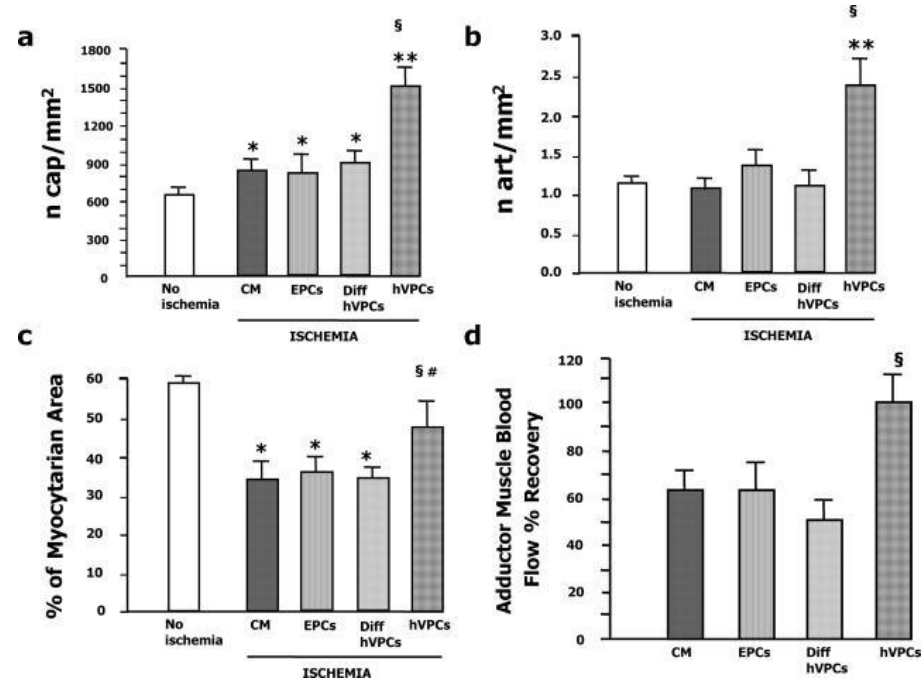 a
n cap/mm²
1800
1500
1200
900
600
300
0
*
*
*
§
**
No
ischemia
CM
EPCs
Diff
hVPCs
hVPCs
ISCHEMIA
b
n art/mm²
3.0
2.5
2.0
1.5
1.0
0.5
0.0
§
**
No
ischemia
CM
EPCs
Diff
hVPCs
hVPCs
ISCHEMIA
c
% of Myocytarian Area
60
50
40
30
20
10
0
*
*
*
§ #
No
ischemia
CM
EPCs
Diff
hVPCs
hVPCs
ISCHEMIA
d
Adductor Muscle Blood
Flow % Recovery
120
100
80
60
40
20
0
§
CM
EPCs
Diff
hVPCs
hVPCs